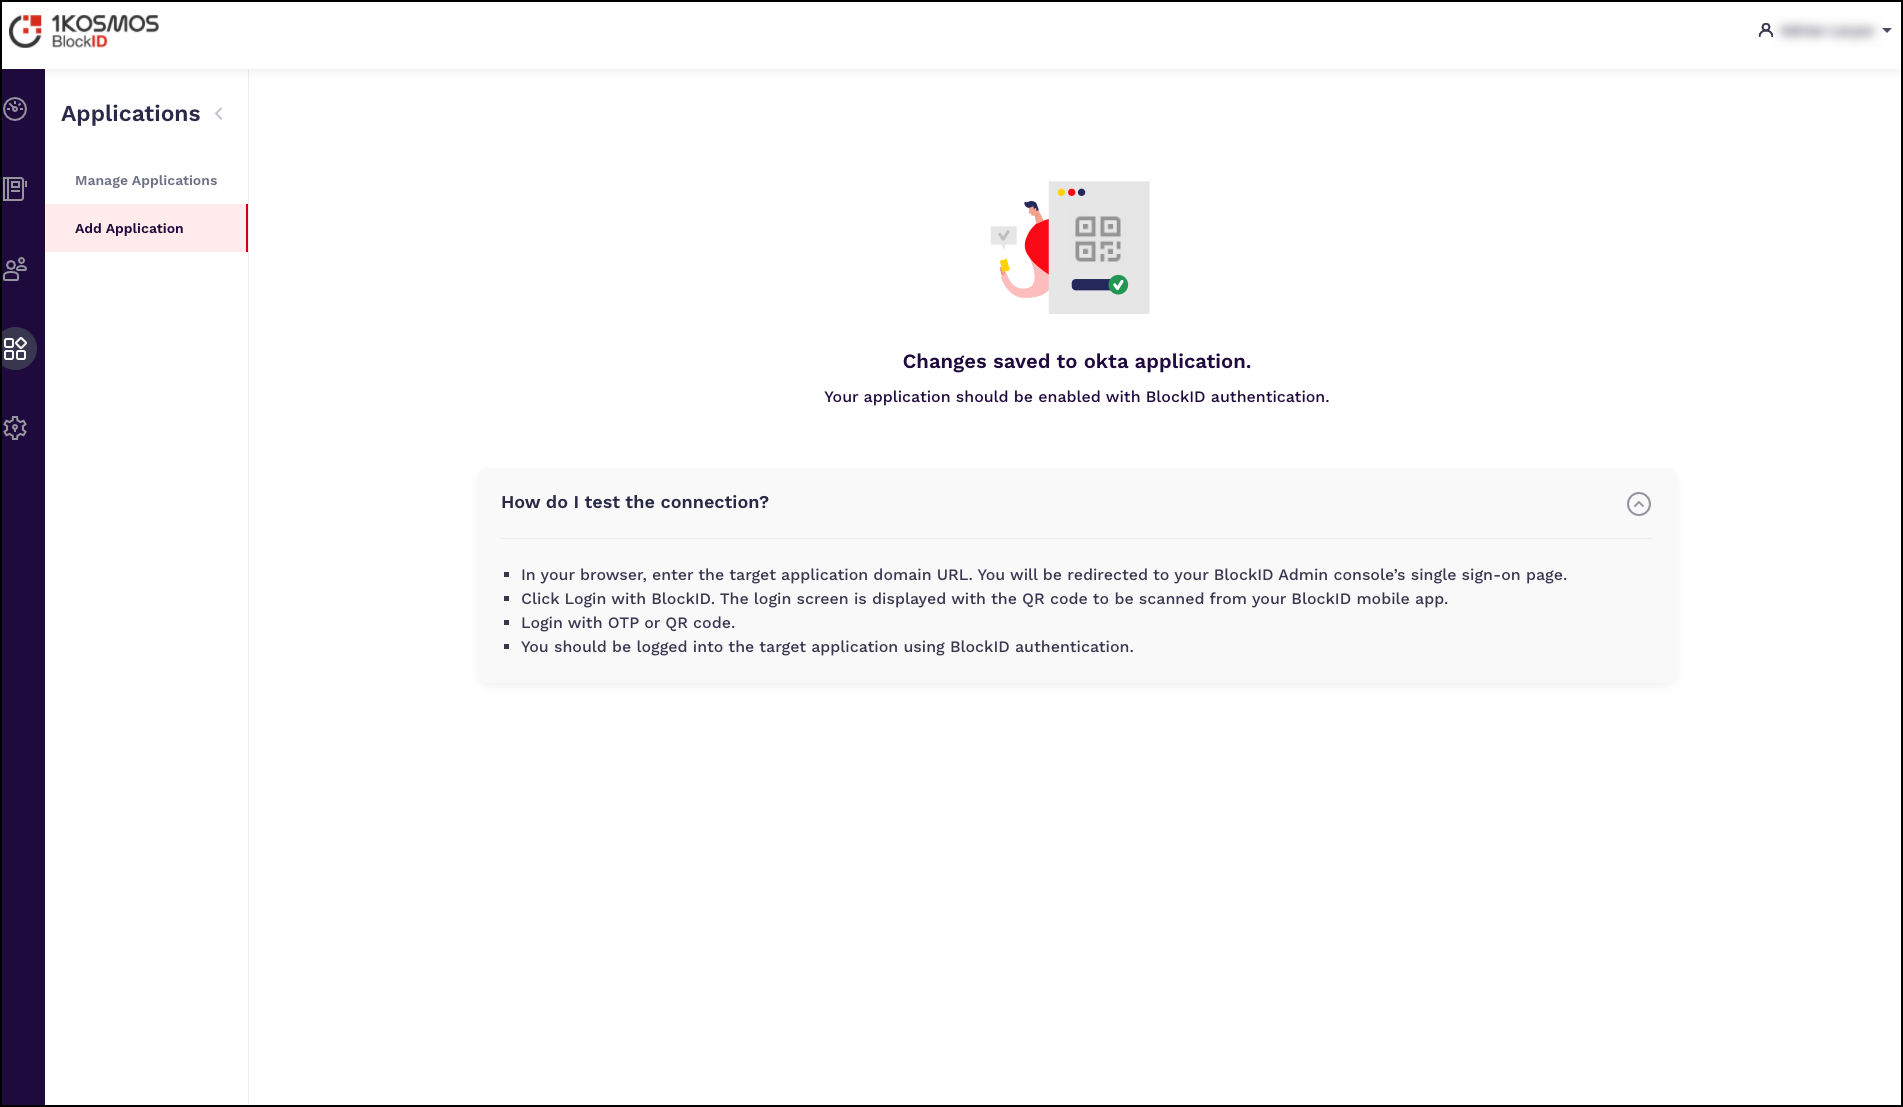 1KOSMOS
BlockID
Applications
Manage Applications
Add Application
Changes saved to okta application.
Your application should be enabled with BlockID authentication.
How do I test the connection?
In your browser, enter the target application domain URL. You will be redirected to your BlockID Admin console’s single sign-on page.
Click Login with BlockID. The login screen is displayed with the QR code to be scanned from your BlockID mobile app.
Login with OTP or QR code.
You should be logged into the target application using BlockID authentication.